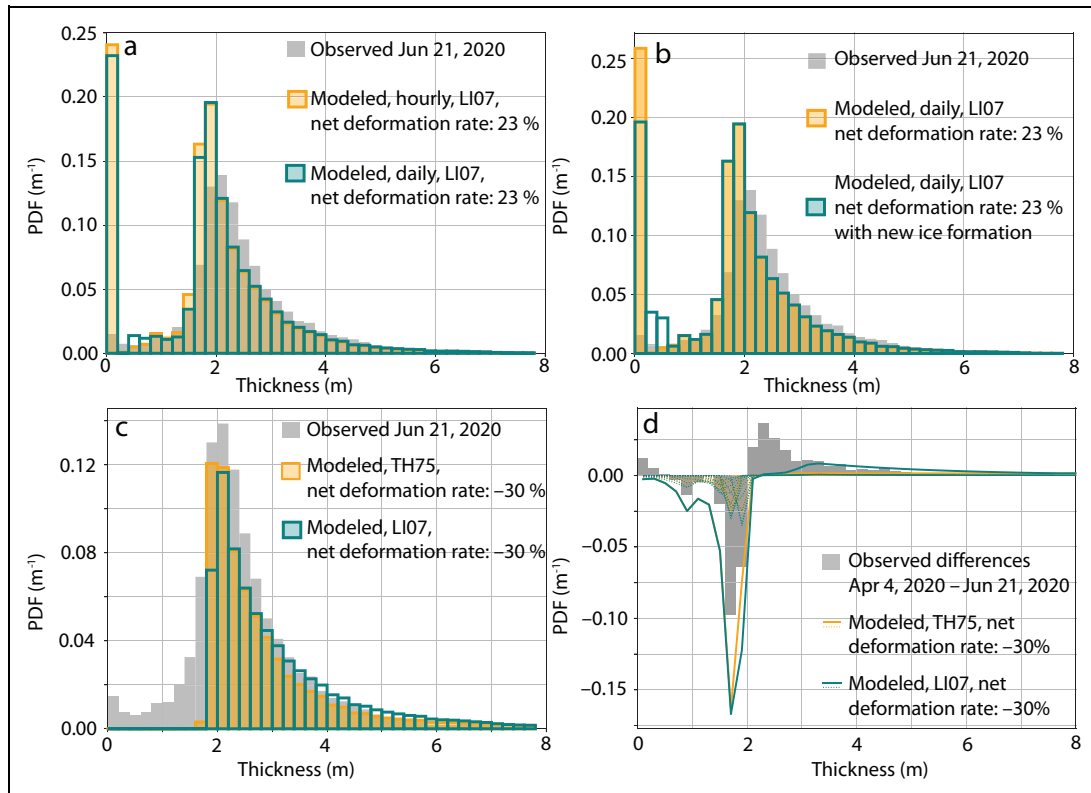 a
Observed Jun 21, 2020
Modeled, hourly, LI07,
net deformation rate: 23 %
Modeled, daily, LI07,
net deformation rate: 23 %
PDF (m⁻¹)
0.25
0.20
0.15
0.10
0.05
0.00
0 2 4 6 8
Thickness (m)
b
Observed Jun 21, 2020
Modeled, daily, LI07
net deformation rate: 23 %
Modeled, daily, LI07
net deformation rate: 23 %
with new ice formation
PDF (m⁻¹)
0.25
0.20
0.15
0.10
0.05
0.00
0 2 4 6 8
Thickness (m)
c
Observed Jun 21, 2020
Modeled, TH75,
net deformation rate: –30 %
Modeled, LI07,
net deformation rate: –30 %
PDF (m⁻¹)
0.12
0.08
0.04
0.00
0 2 4 6 8
Thickness (m)
d
Observed differences
Apr 4, 2020 – Jun 21, 2020
Modeled, TH75, net
deformation rate: –30%
Modeled, LI07, net
deformation rate: –30%
PDF (m⁻¹)
0.00
−0.05
−0.10
−0.15
0 2 4 6 8
Thickness (m)